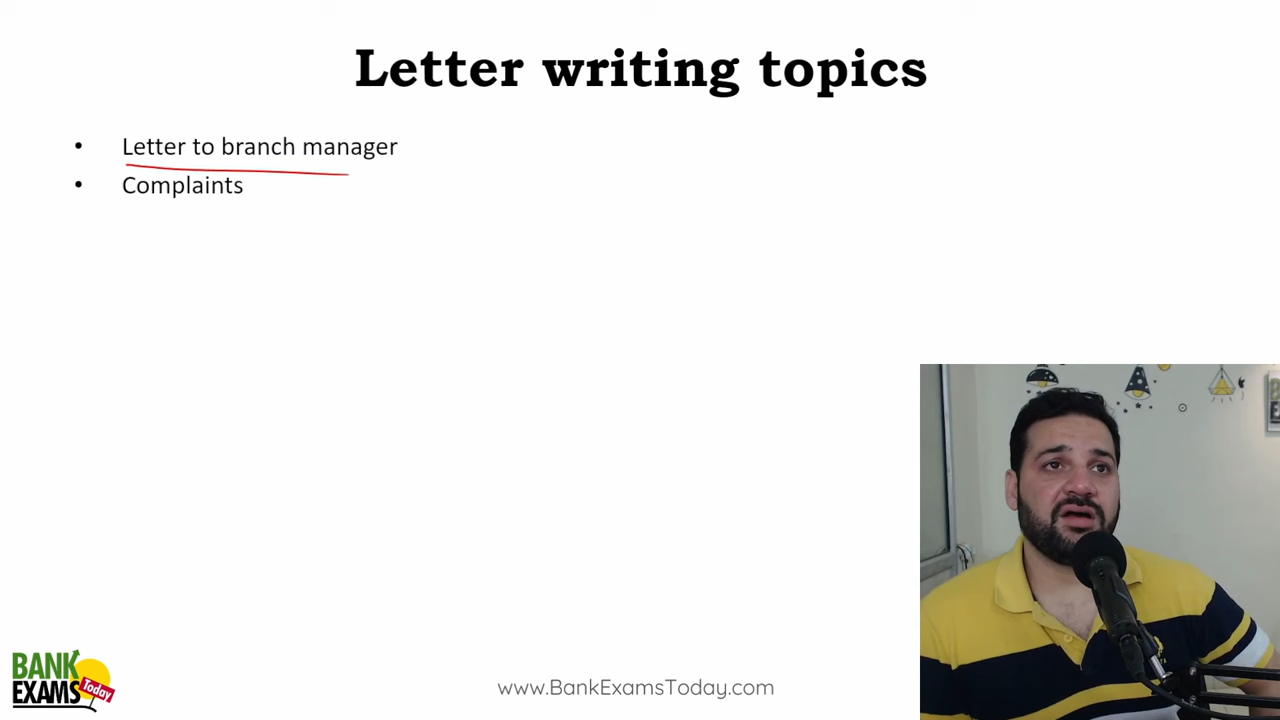 Letter writing topics
• Letter to branch manager
• Complaints
BANK
EXAMS
Today
www.BankExamsToday.com